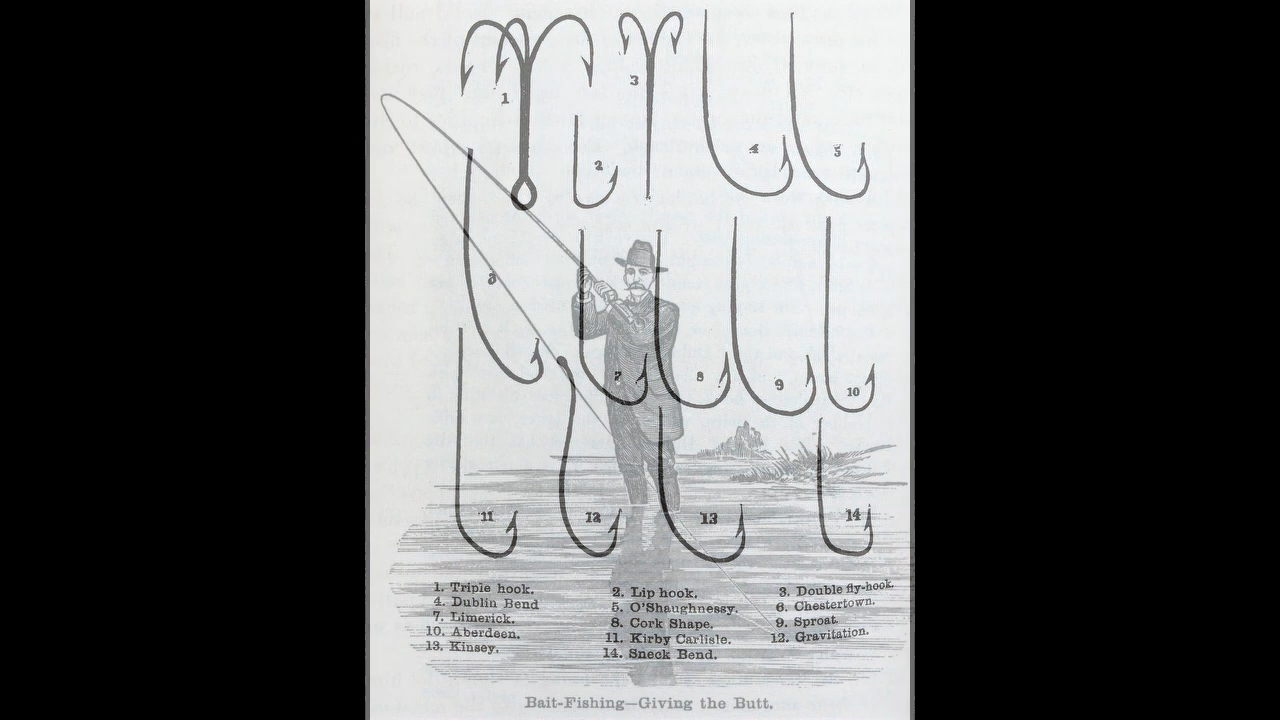 1
3
2
4
5
6
7
8
9
10
11
12
13
14
1. Triple hook. 2. Lip hook. 3. Double fly-hook.
4. Dublin Bend 5. O'Shaughnessy. 6. Chestertown.
7. Limerick. 8. Cork Shape. 9. Sproat.
10. Aberdeen. 11. Kirby Carlisle. 12. Gravitation.
13. Kinsey. 14. Sneck Bend.
Bait-Fishing—Giving the Butt.